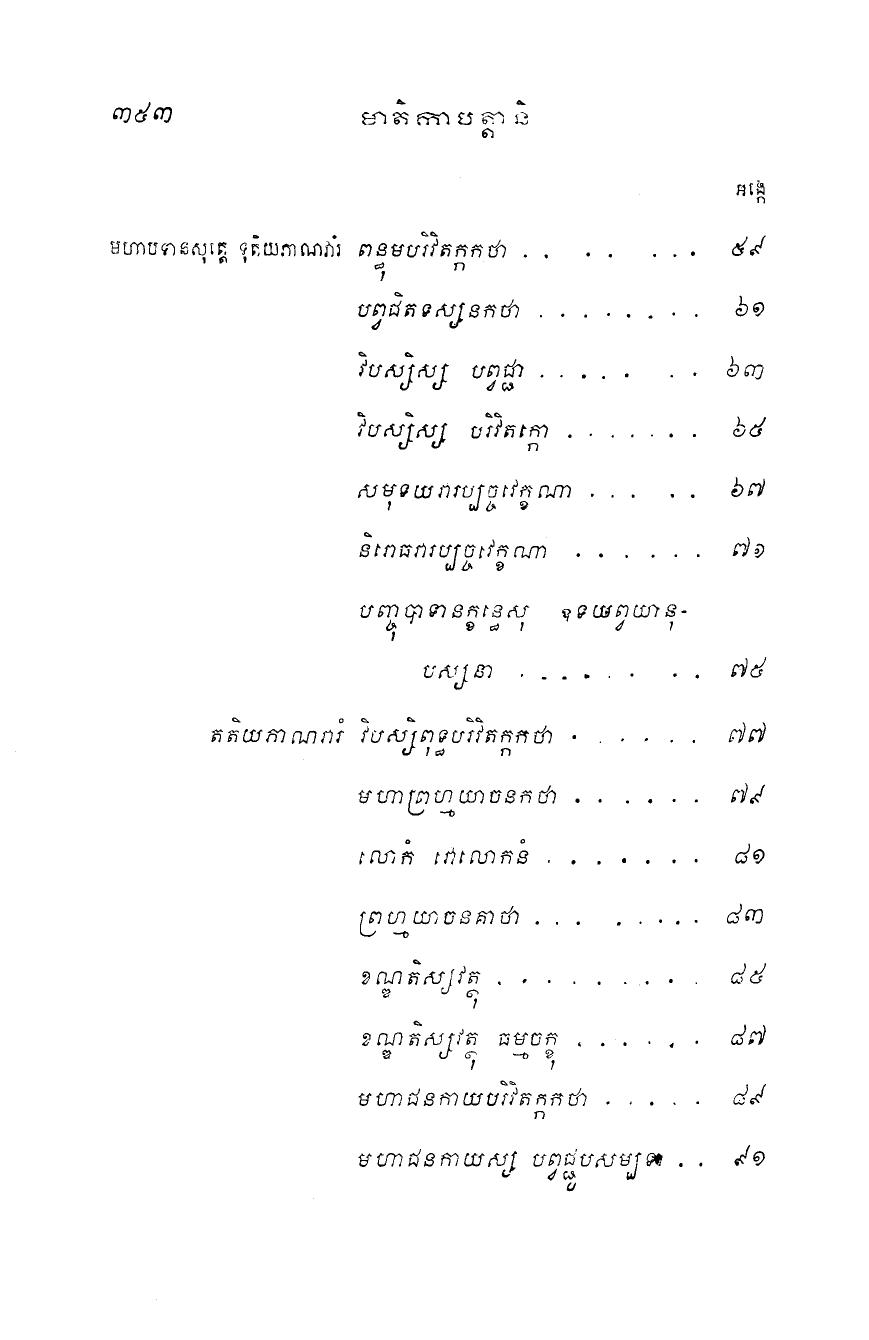 ៣៥៣ មាតិកាបត្តានិ
អង្កេ
មហាបទានសុត្តេ ទុតិយភាណវារំ ពន្ធុមបរិវិតក្កកថា . . . . . . . ៥៩
បព្វជិតទស្សនកថា . . . . . . . . . ៦១
វិបស្សិស្ស បព្វជ្ជា . . . . . . . ៦៣
វិបស្សិស្ស បរិវិតក្កោ . . . . . . . ៦៥
សមុទយវារប្បច្ចវេក្ខណា . . . . . ៦៧
និរោធវារប្បច្ចវេក្ខណា . . . . . . ៧១
បញ្ចុបាទានក្ខន្ធេសុ ឧទយព្វយានុ-
បស្សនា . . . . . . . . ៧៥
តតិយភាណវារំ វិបស្សិពុទ្ធបរិវិតក្កកថា . . . . . . ៧៧
មហាព្រហ្មយាចនកថា . . . . . . ៧៩
លោកំ វោលោកនំ . . . . . . . ៨១
ព្រហ្មយាចនគាថា . . . . . . . . ៨៣
ខណ្ឌតិស្សវត្ថុ . . . . . . . . . ៨៥
ខណ្ឌតិស្សវត្ថុ ធម្មចក្ខុ . . . . . . ៨៧
មហាជនកាយបរិវិតក្កកថា . . . . . ៨៩
មហាជនកាយស្ស បព្វជ្ជូបសម្បទា . . ៩១